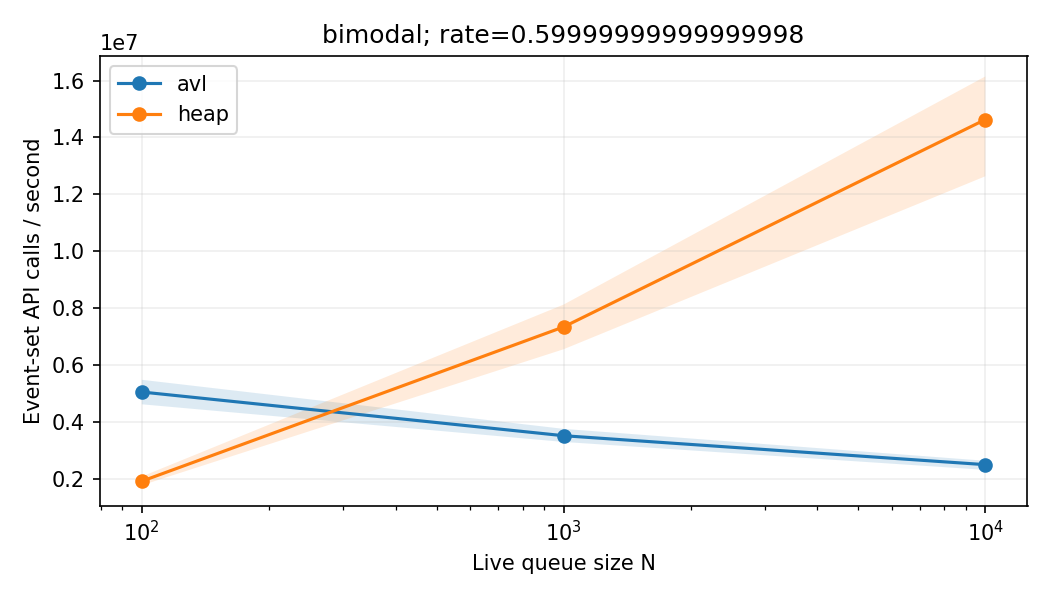 bimodal; rate=0.59999999999999998
1e7
avl
heap
1.6
1.4
1.2
1.0
0.8
0.6
0.4
0.2
Event-set API calls / second
10²
10³
10⁴
Live queue size N